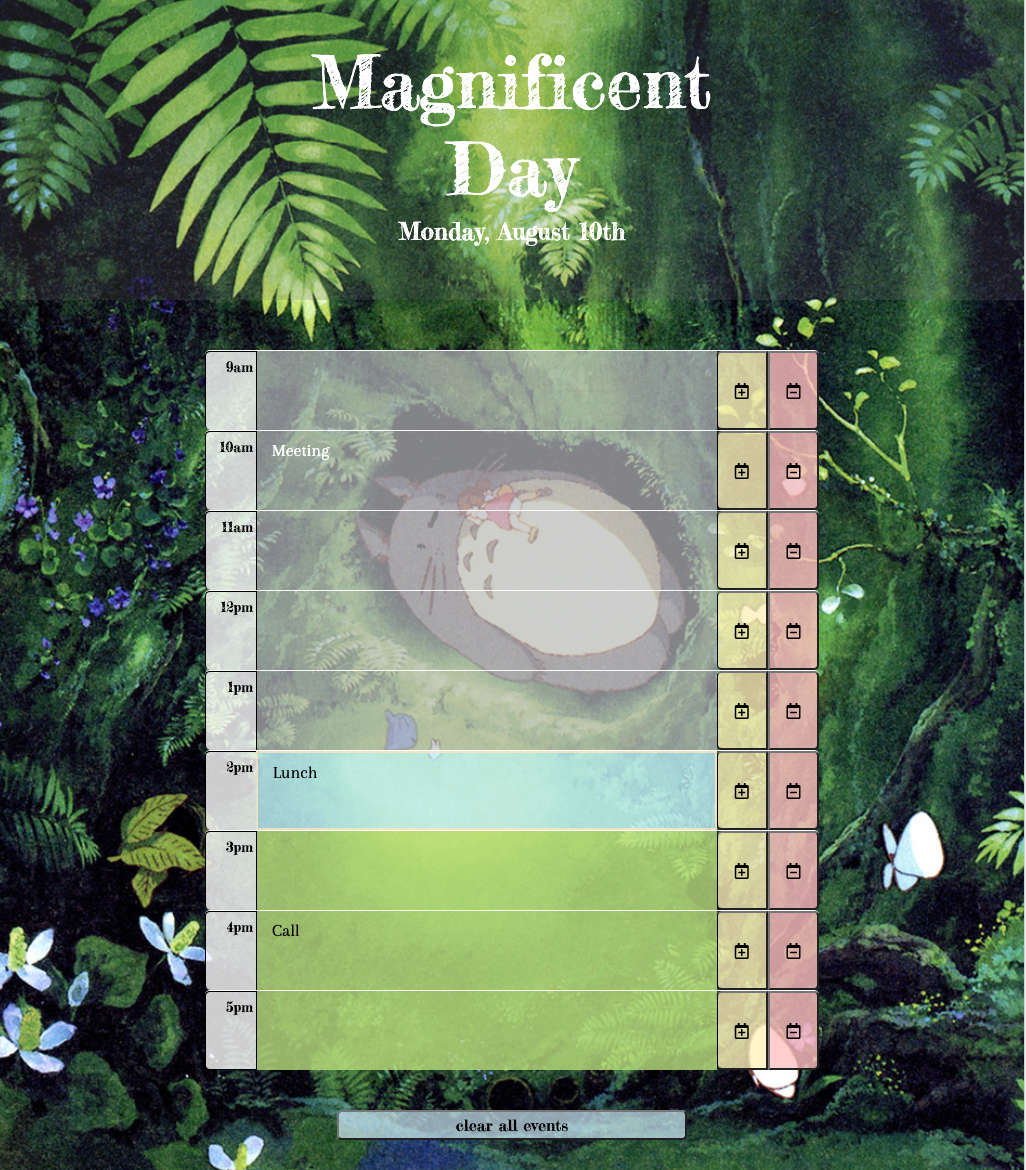 Magnificent
Day
Monday, August 10th
9am
10am Meeting
11am
12pm
1pm
2pm Lunch
3pm
4pm Call
5pm
clear all events